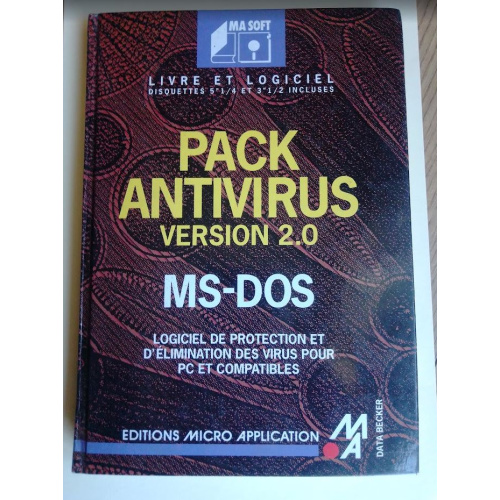 MA SOFT
LIVRE ET LOGICIEL
DISQUETTES 5"1/4 ET 3"1/2 INCLUSES
PACK
ANTIVIRUS
VERSION 2.0
MS-DOS
LOGICIEL DE PROTECTION ET
D'ÉLIMINATION DES VIRUS POUR
PC ET COMPATIBLES
EDITIONS MICRO APPLICATION
MA
DATA BECKER